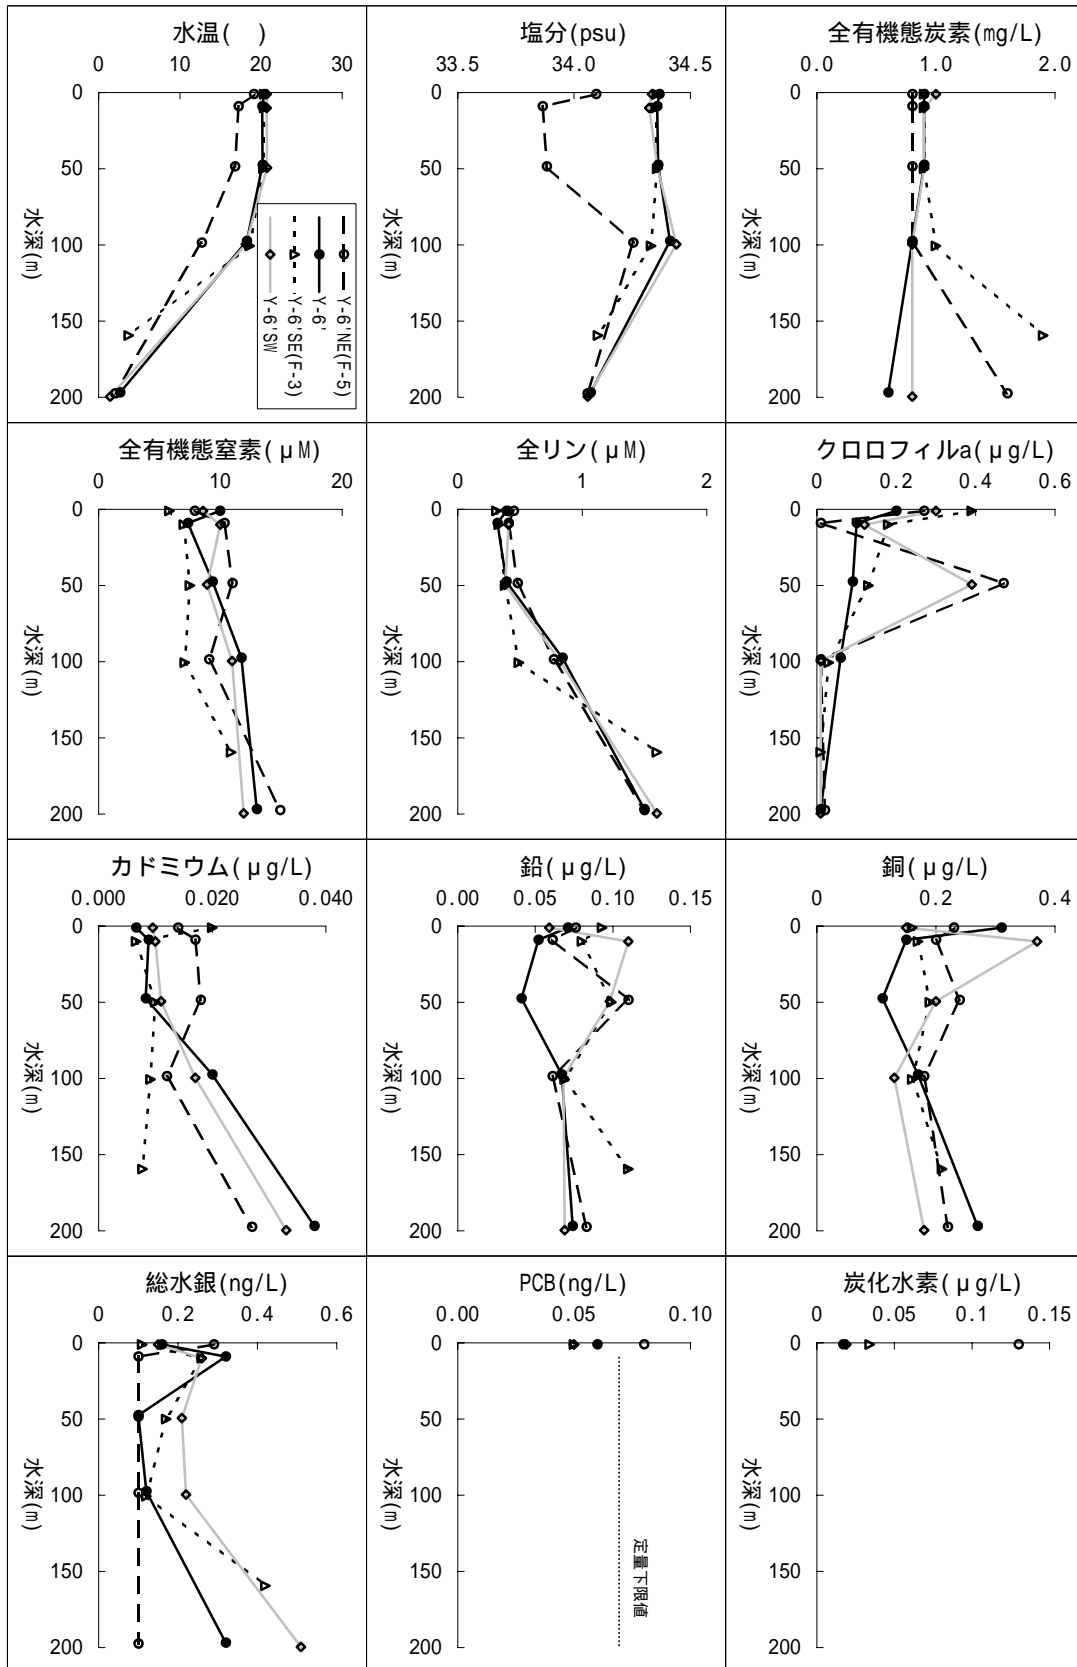 水温( )
0 10 20 30
0
50
100
150
200
水深(m)
Y-6'NE(F-5)
Y-6'
Y-6'SE(F-3)
Y-6'SW
塩分(psu)
33.5 34.0 34.5
0
50
100
150
200
水深(m)
全有機態炭素(mg/L)
0.0 1.0 2.0
0
50
100
150
200
水深(m)
全有機態窒素(μM)
0 10 20
0
50
100
150
200
水深(m)
全リン(μM)
0 1 2
0
50
100
150
200
水深(m)
クロロフィルa(μg/L)
0 0.2 0.4 0.6
0
50
100
150
200
水深(m)
カドミウム(μg/L)
0.000 0.020 0.040
0
50
100
150
200
水深(m)
鉛(μg/L)
0.00 0.05 0.10 0.15
0
50
100
150
200
水深(m)
銅(μg/L)
0 0.2 0.4
0
50
100
150
200
水深(m)
総水銀(ng/L)
0 0.2 0.4 0.6
0
50
100
150
200
水深(m)
PCB(ng/L)
0.00 0.05 0.10
0
50
100
150
200
水深(m)
定量下限値
炭化水素(μg/L)
0 0.05 0.10 0.15
0
50
100
150
200
水深(m)